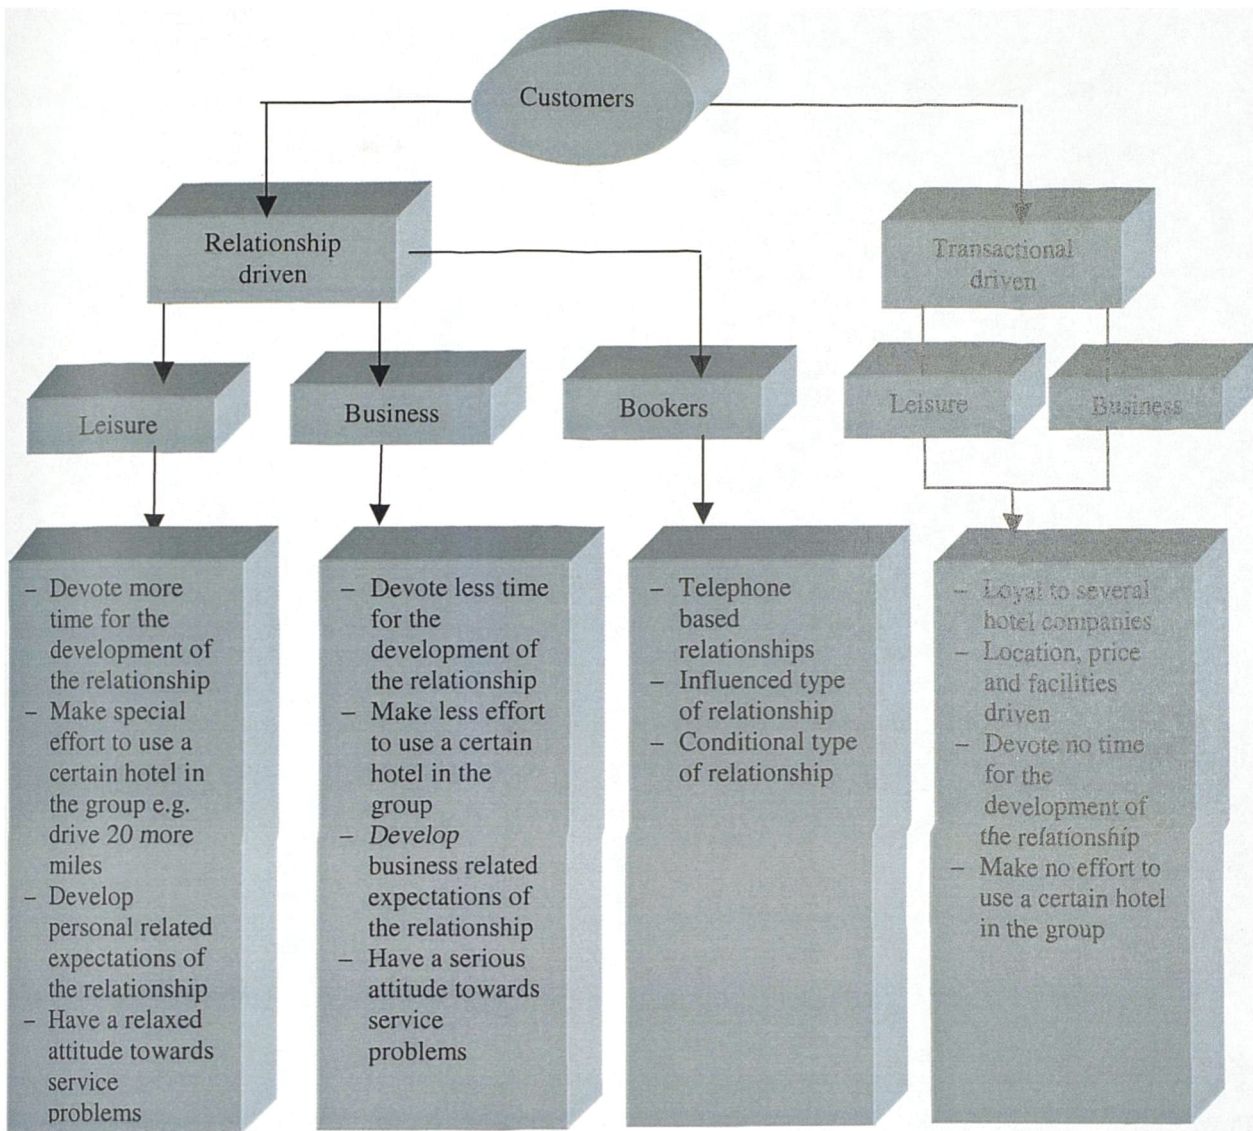 Customers
Relationship
driven
Transactional
driven
Leisure
Business
Bookers
Leisure
Business
– Devote more
time for the
development of
the relationship
– Make special
effort to use a
certain hotel in
the group e.g.
drive 20 more
miles
– Develop
personal related
expectations of
the relationship
– Have a relaxed
attitude towards
service
problems
– Devote less time
for the
development of
the relationship
– Make less effort
to use a certain
hotel in the
group
– Develop
business related
expectations of
the relationship
– Have a serious
attitude towards
service
problems
– Telephone
based
relationships
– Influenced type
of relationship
– Conditional type
of relationship
– Loyal to several
hotel companies
– Location, price
and facilities
driven
– Devote no time
for the
development of
the relationship
– Make no effort to
use a certain hotel
in the group